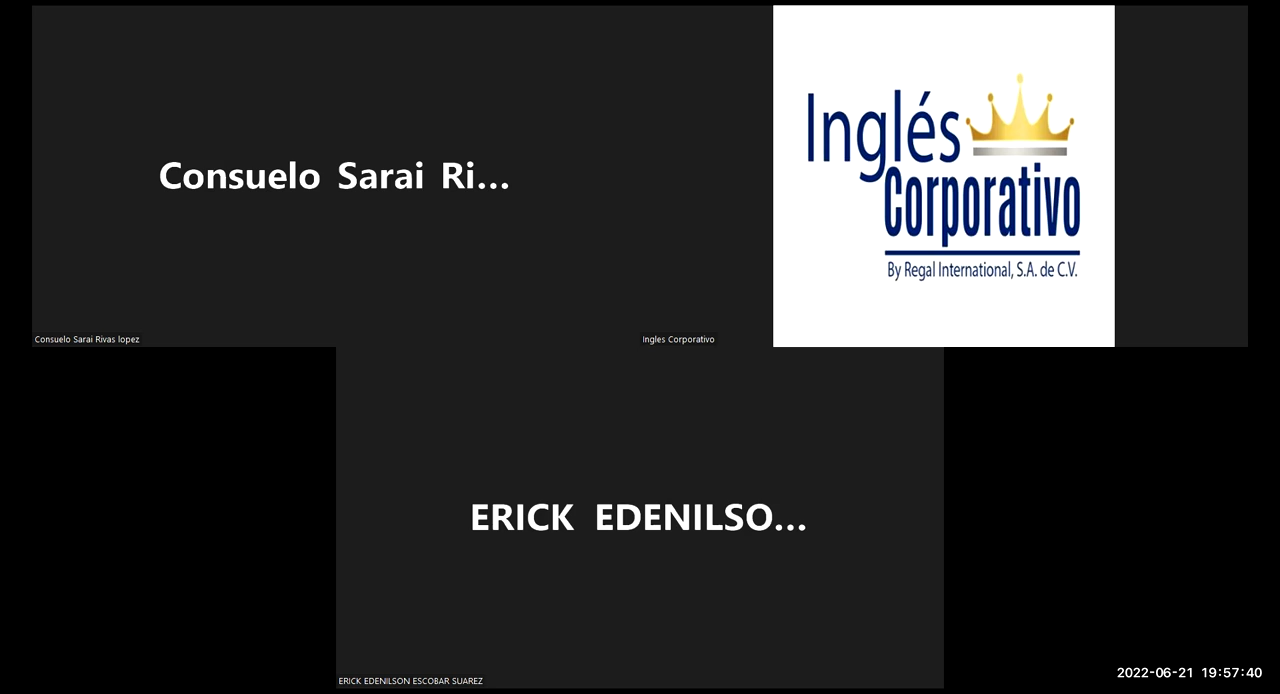 Consuelo Sarai Ri...
Consuelo Sarai Rivas lopez
Inglés
Corporativo
By Regal International, S.A. de C.V.
Ingles Corporativo
ERICK EDENILSO...
ERICK EDENILSON ESCOBAR SUAREZ
2022-06-21 19:57:40